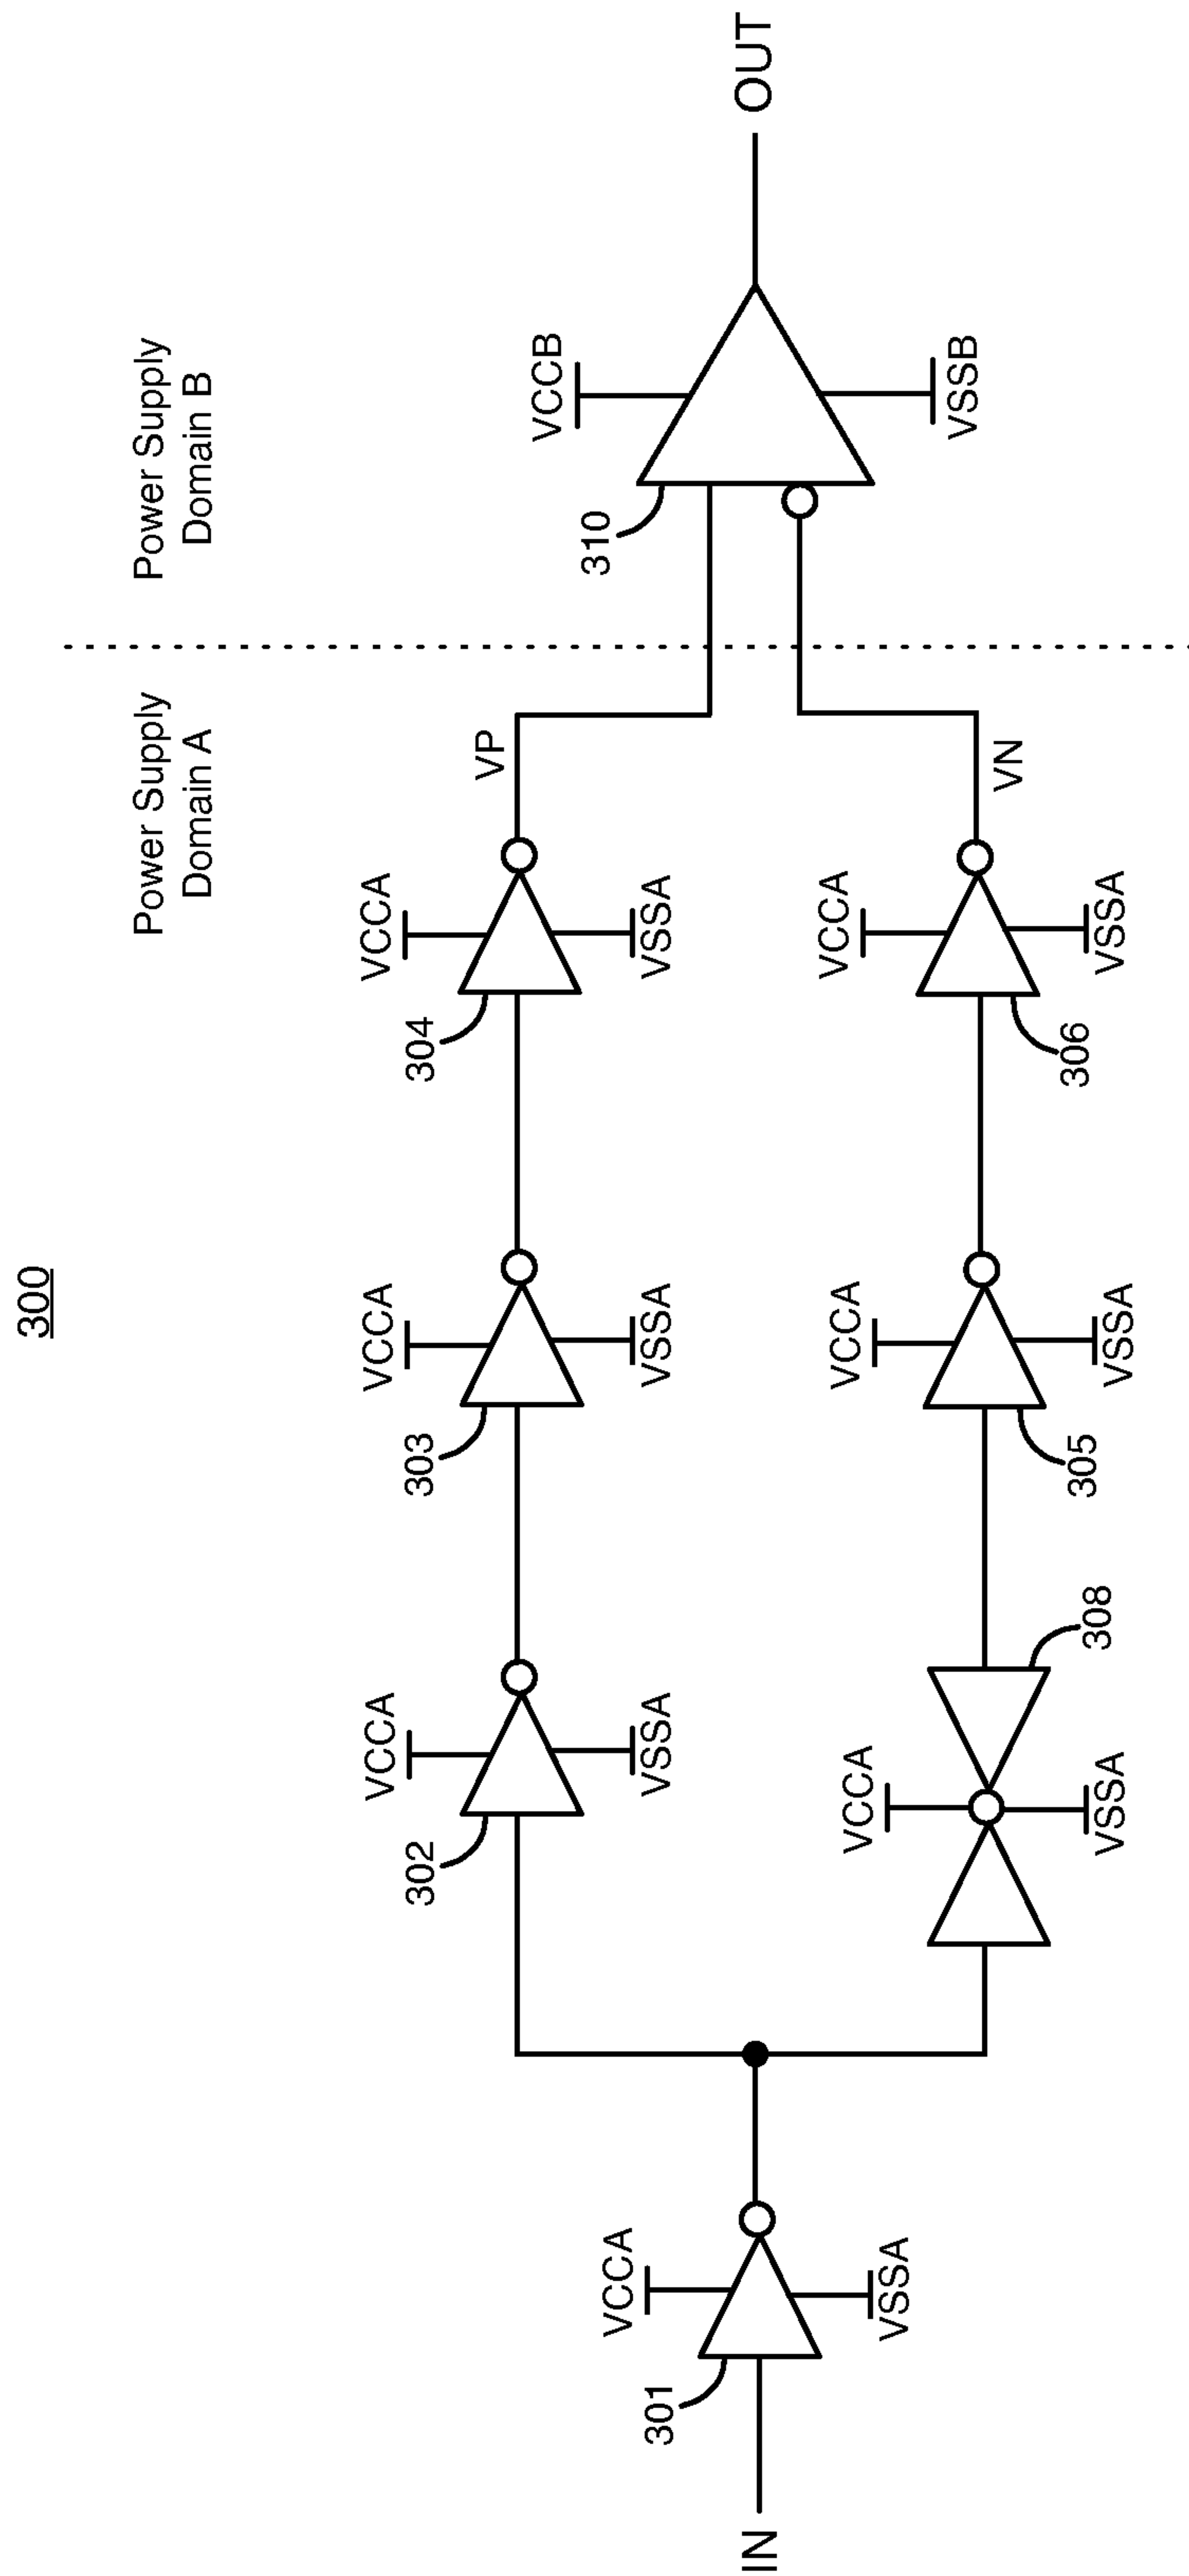 300
Power Supply
Domain A
Power Supply
Domain B
VCCA
302
VSSA
VCCA
303
VSSA
VCCA
304
VSSA
VP
VCCB
310
VSSB
OUT
IN
VCCA
301
VSSA
VCCA
308
VSSA
VCCA
305
VSSA
VCCA
306
VSSA
VN